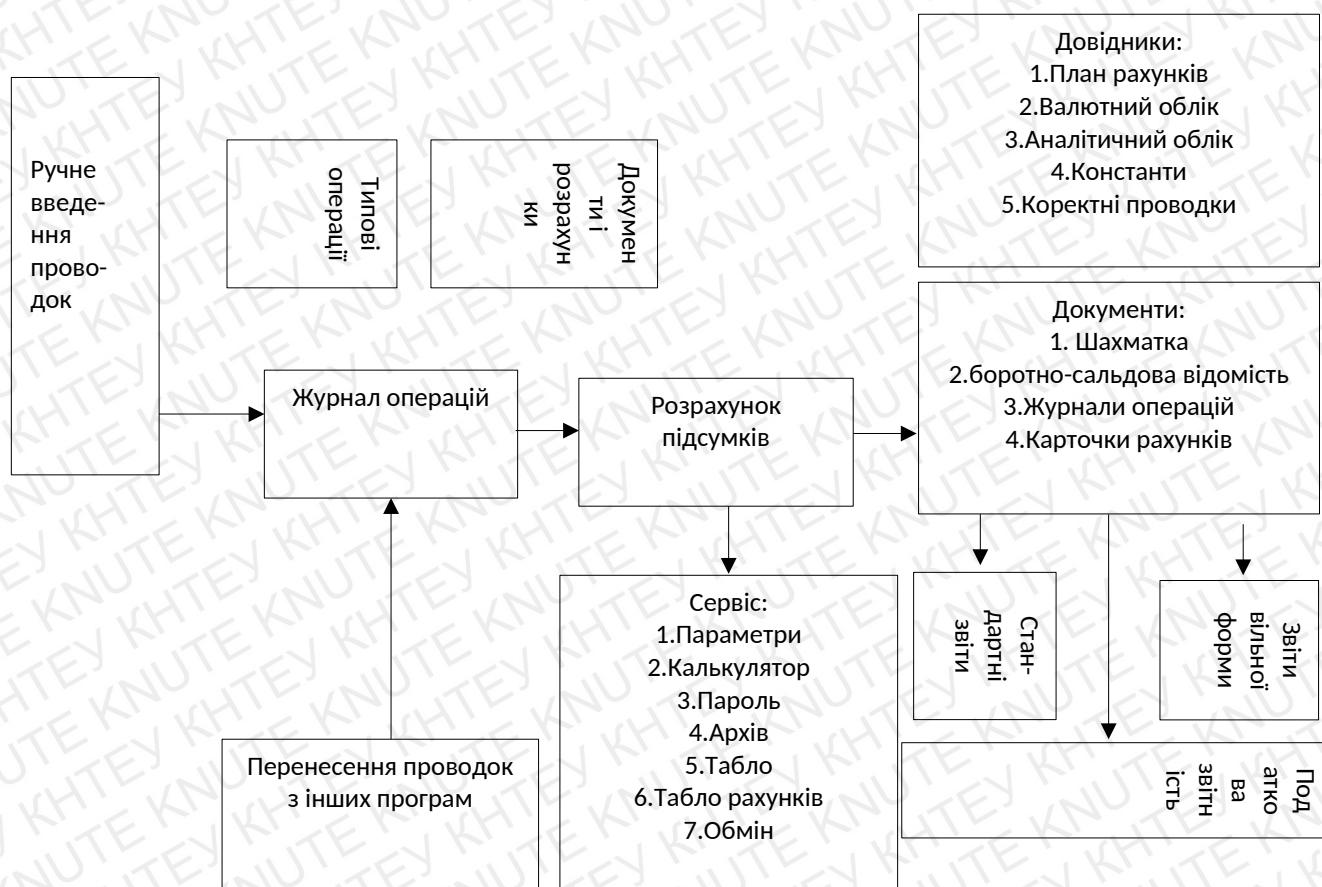 Довідники:
1.План рахунків
2.Валютний облік
3.Аналітичний облік
4.Константи
5.Коректні проводки
Ручне
введе-
ння
прово-
док
Типові
операції
Докумен
ти і
розрахун
ки
Документи:
1. Шахматка
2.боротно-сальдова відомість
3.Журнали операцій
4.Карточки рахунків
Журнал операцій
Розрахунок
підсумків
Стан-
дартні
звіти
Звіти
вільної
форми
Сервіс:
1.Параметри
2.Калькулятор
3.Пароль
4.Архів
5.Табло
6.Табло рахунків
7.Обмін
Перенесення проводок
з інших програм
Под
атко
ва
звітн
ість